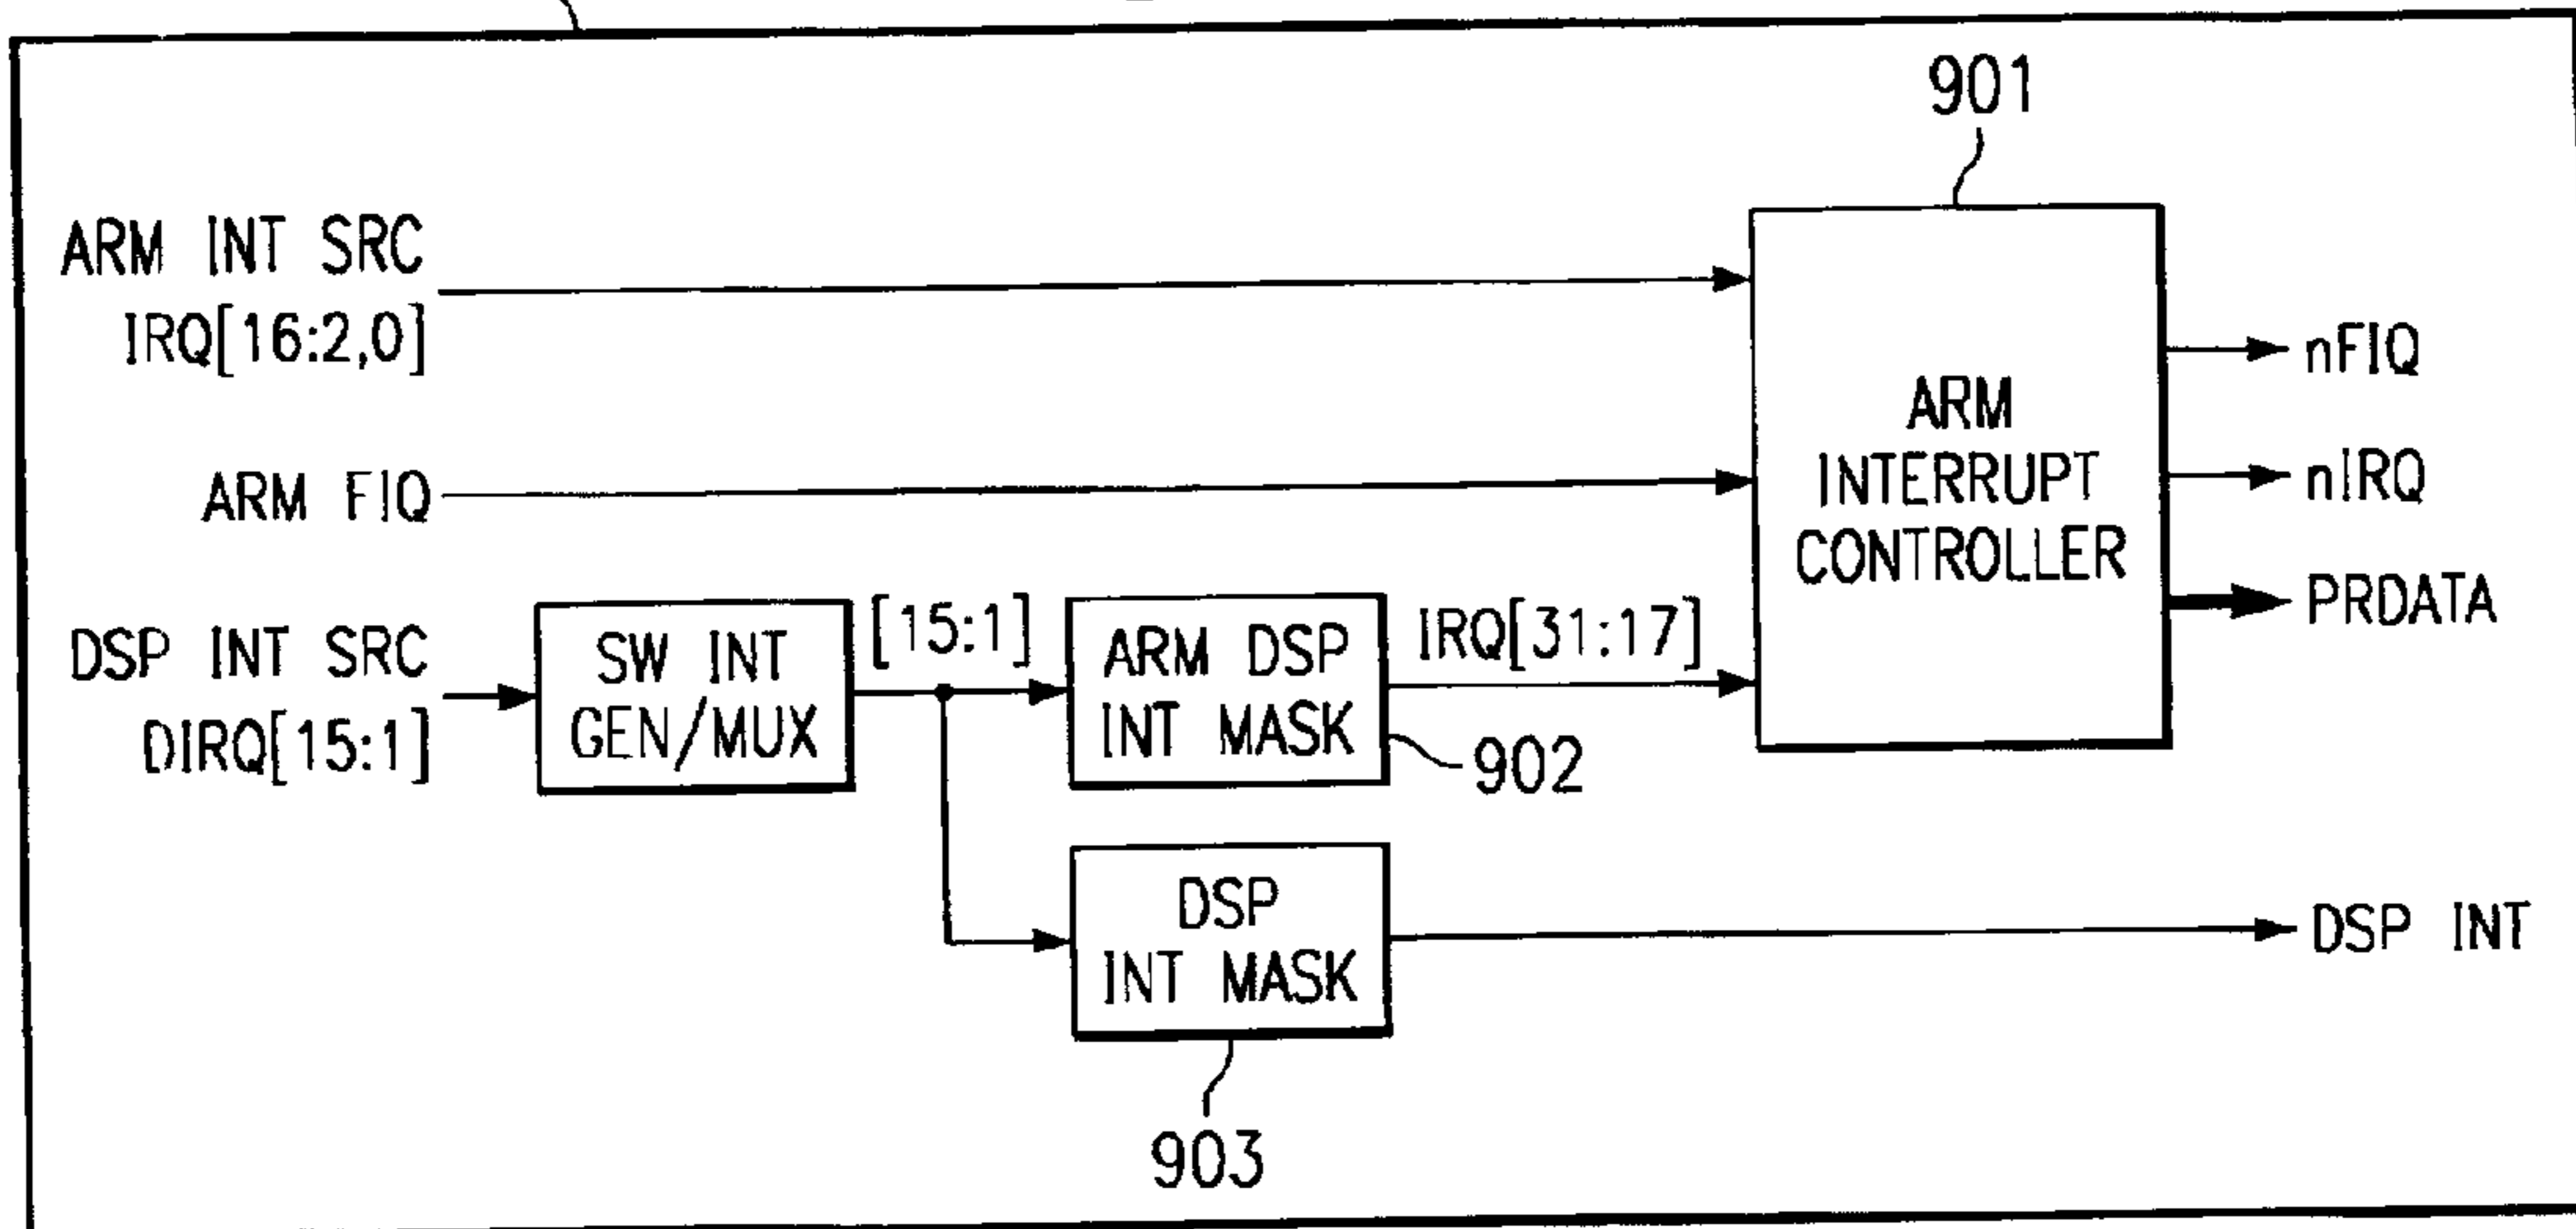 901
ARM INT SRC
IRQ[16:2,0]
nFIQ
ARM
INTERRUPT
CONTROLLER
ARM FIQ
nIRQ
DSP INT SRC
DIRQ[15:1]
SW INT
GEN/MUX
[15:1]
ARM DSP
INT MASK
902
IRQ[31:17]
PRDATA
DSP
INT MASK
903
DSP INT